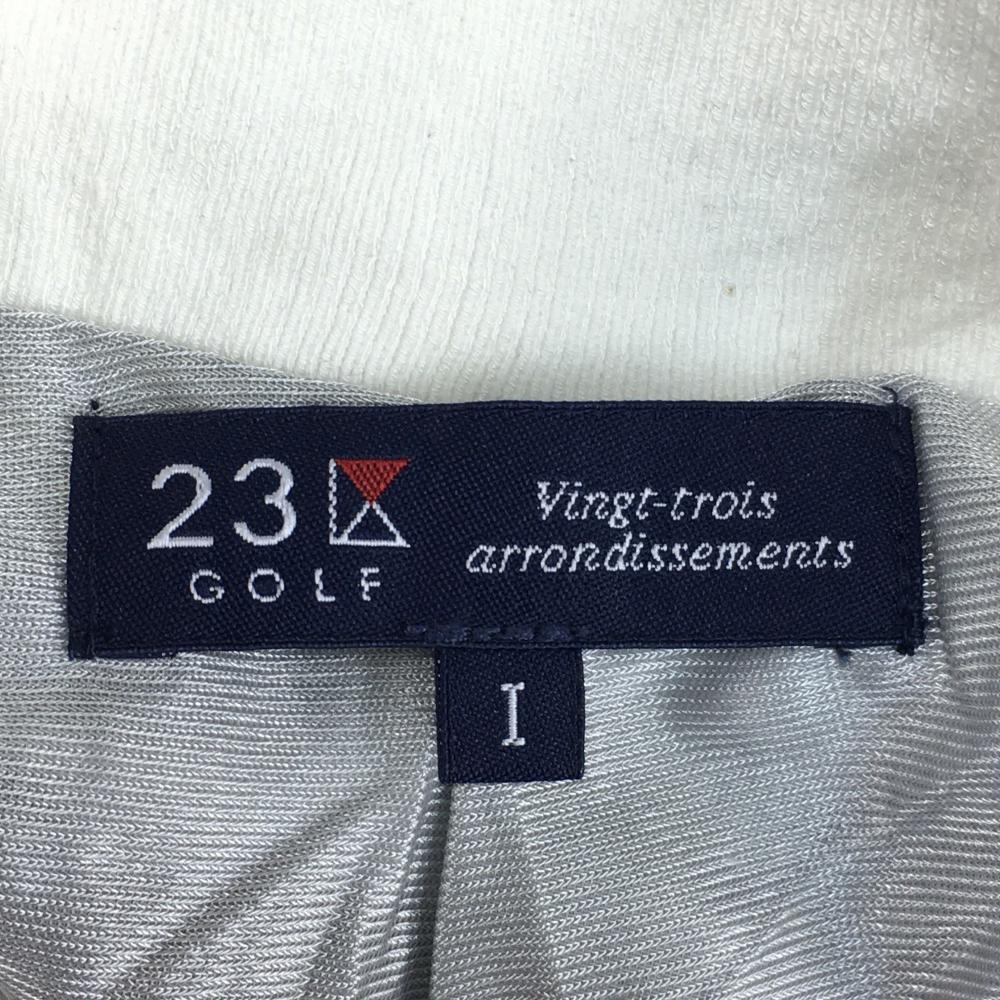 23
GOLF
Vingt-trois
arrondissements
I